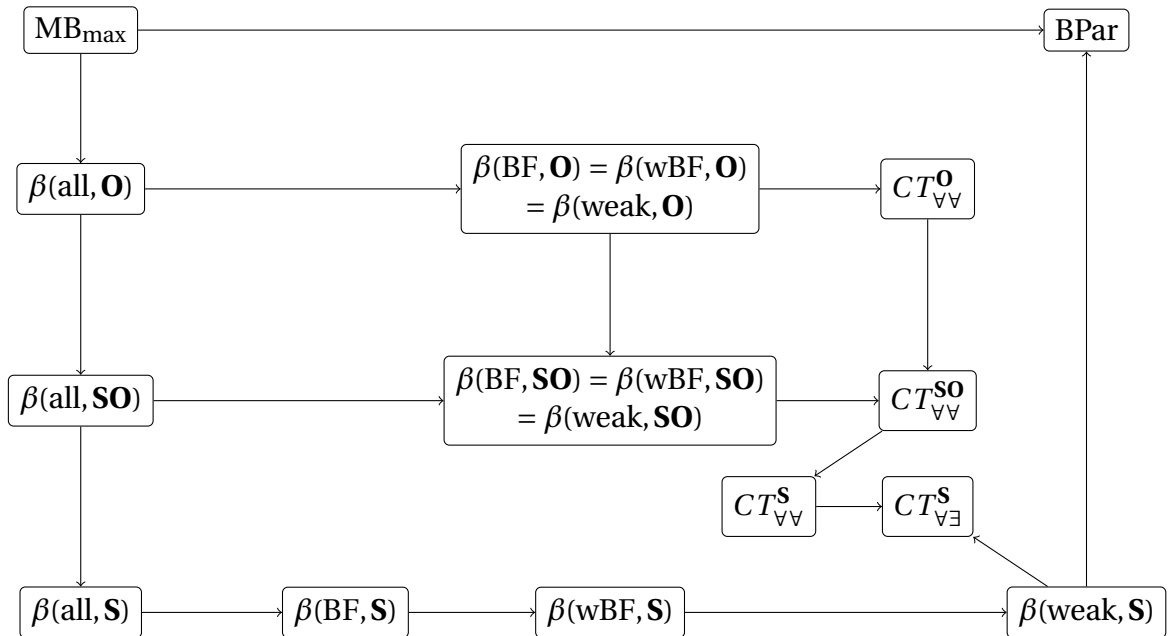 MB_max
BPar
β(all, O)
β(BF, O) = β(wBF, O)
= β(weak, O)
CT^O_∀∀
β(all, SO)
β(BF, SO) = β(wBF, SO)
= β(weak, SO)
CT^SO_∀∀
CT^S_∀∀
CT^S_∀∃
β(all, S)
β(BF, S)
β(wBF, S)
β(weak, S)